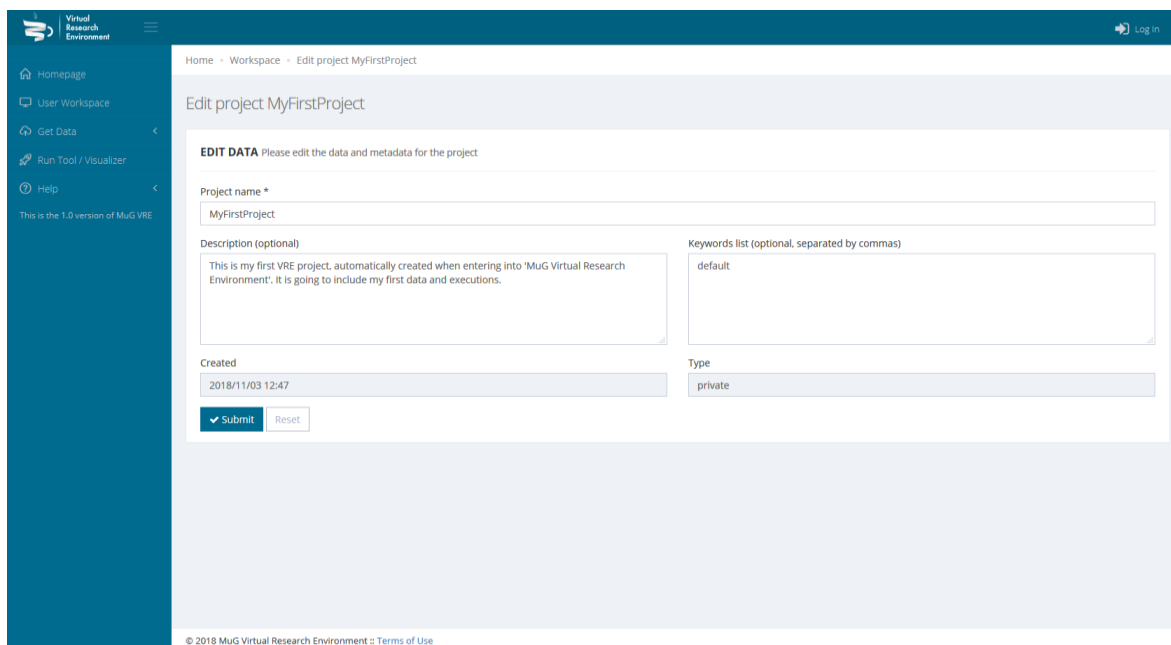 Virtual
Research
Environment
Log in
Homepage
User Workspace
Get Data
Run Tool / Visualizer
Help
This is the 1.0 version of MuG VRE
Home Workspace Edit project MyFirstProject
Edit project MyFirstProject
EDIT DATA Please edit the data and metadata for the project
Project name *
MyFirstProject
Description (optional)
This is my first VRE project, automatically created when entering into 'MuG Virtual Research
Environment'. It is going to include my first data and executions.
Keywords list (optional, separated by commas)
default
Created
2018/11/03 12:47
Type
private
Submit Reset
© 2018 MuG Virtual Research Environment :: Terms of Use